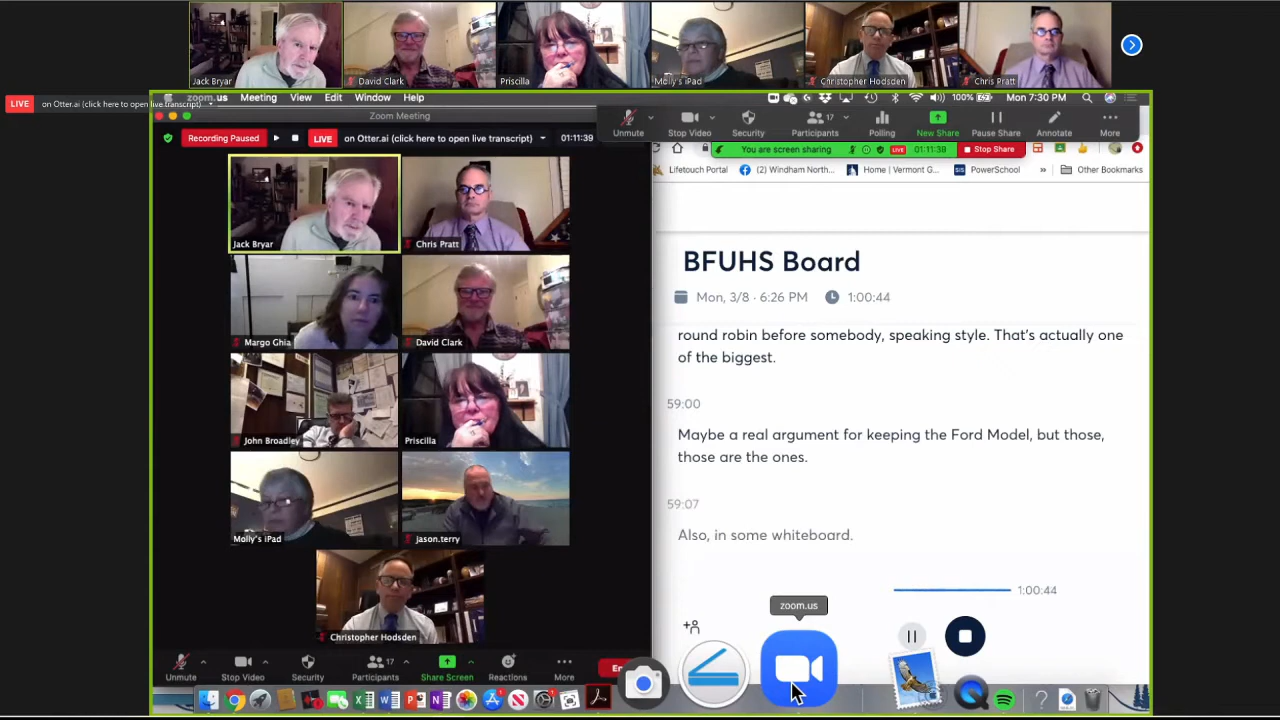 Jack Bryar
David Clark
Priscilla
Molly's iPad
Christopher Hodsden
Chris Pratt
LIVE on Otter.ai (click here to open live transcript)
zoom.us Meeting View Edit Window Help
100% Mon 7:30 PM
Zoom Meeting
Recording Paused LIVE on Otter.ai (click here to open live transcript) 01:11:39
Unmute Stop Video Security Participants 17 Polling New Share Pause Share Annotate More
You are screen sharing LIVE 01:11:39 Stop Share
Lifetouch Portal (2) Windham North... Home | Vermont G... PowerSchool » Other Bookmarks
Jack Bryar
Chris Pratt
Margo Ghia
David Clark
John Broadley
Priscilla
Molly's iPad
Jason.terry
Christopher Hodsden
BFUHS Board
Mon, 3/8 · 6:26 PM 1:00:44
round robin before somebody, speaking style. That's actually one
of the biggest.
59:00
Maybe a real argument for keeping the Ford Model, but those,
those are the ones.
59:07
Also, in some whiteboard.
1:00:44
zoom.us
Unmute Stop Video Security Participants 17 Share Screen Reactions More